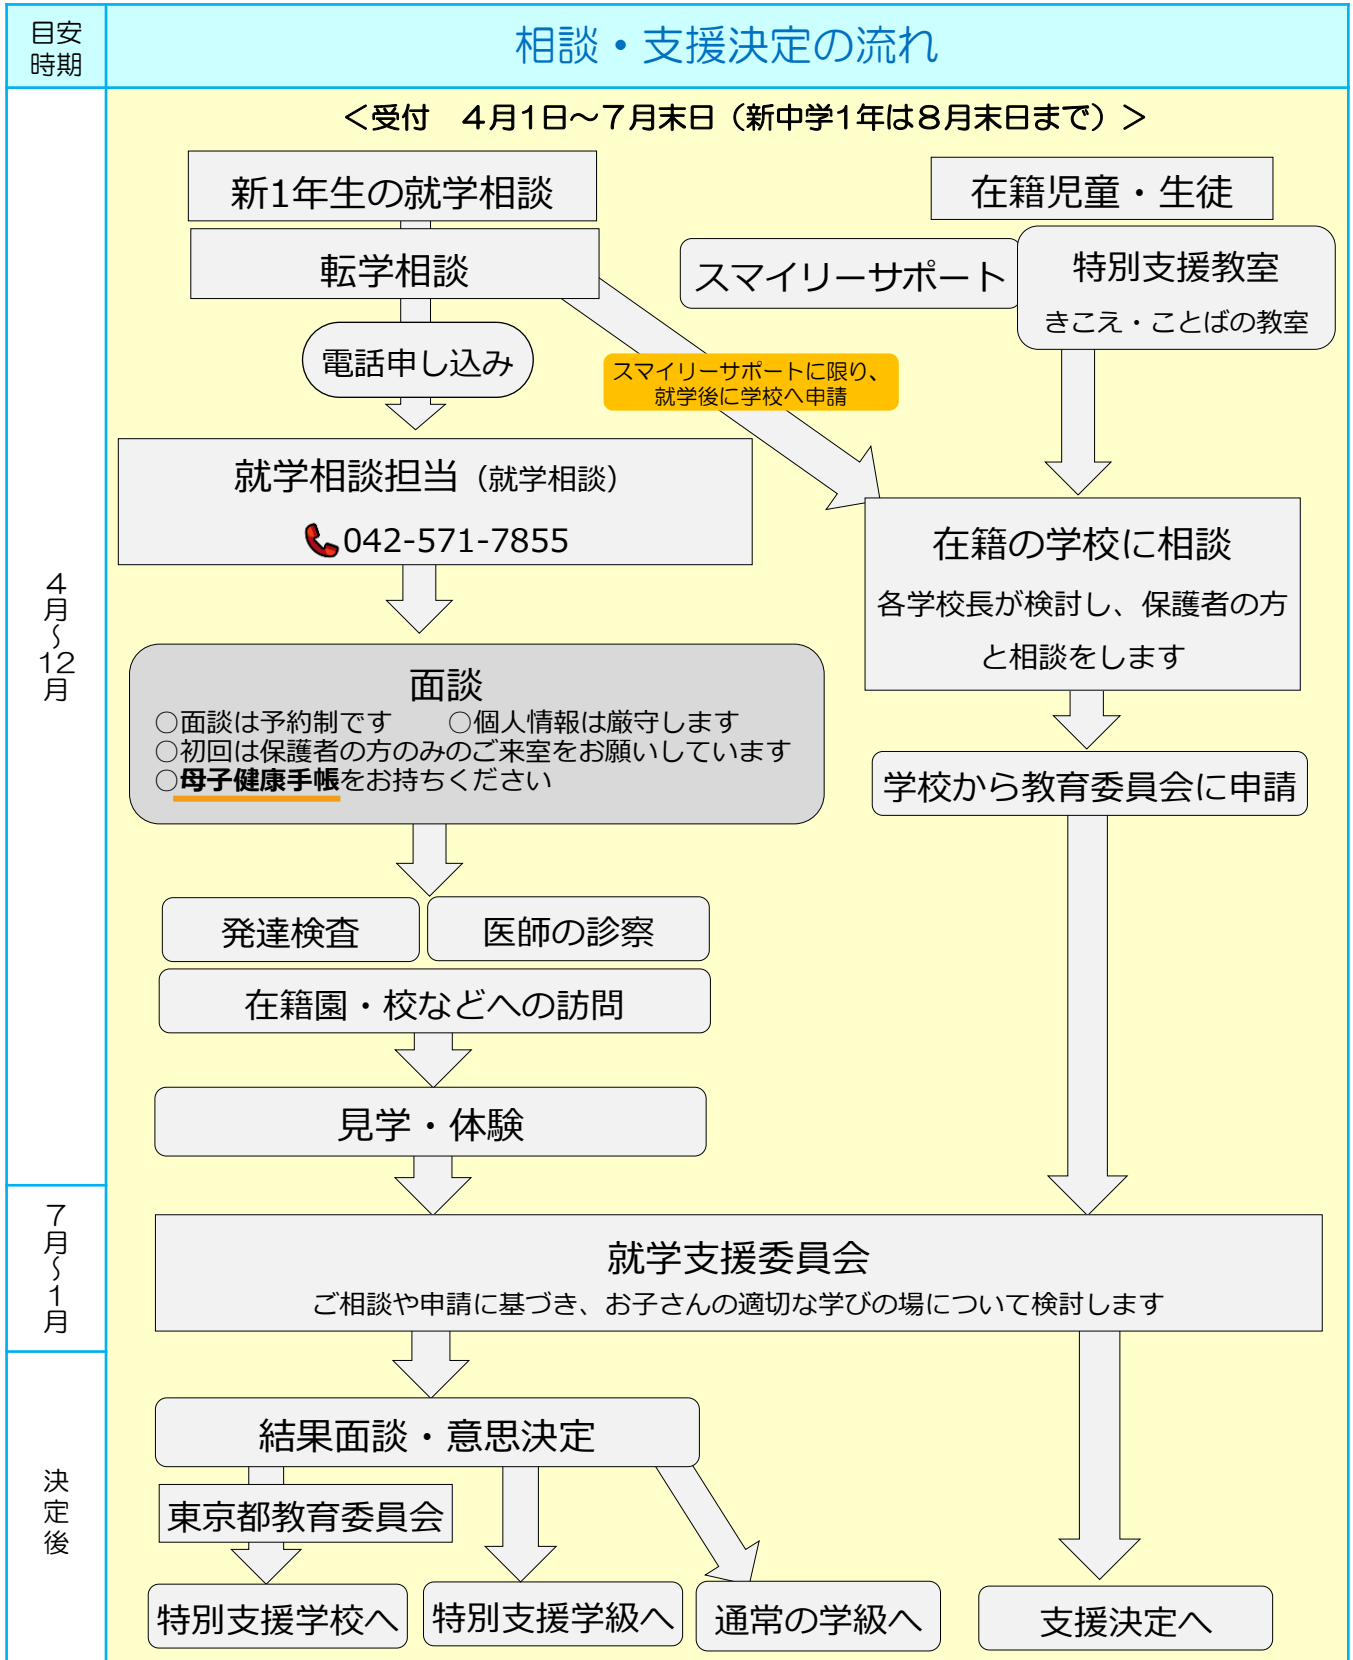 目安
時期
相談・支援決定の流れ
＜受付　4月1日～7月末日（新中学1年は8月末日まで）＞
新1年生の就学相談
転学相談
電話申し込み
在籍児童・生徒
スマイリーサポート
特別支援教室
きこえ・ことばの教室
スマイリーサポートに限り、
就学後に学校へ申請
就学相談担当（就学相談）
042-571-7855
在籍の学校に相談
各学校長が検討し、保護者の方
と相談をします
4月～12月
面談
○面談は予約制です　○個人情報は厳守します
○初回は保護者の方のみのご来室をお願いしています
○母子健康手帳をお持ちください
学校から教育委員会に申請
発達検査
医師の診察
在籍園・校などへの訪問
見学・体験
7月～1月
就学支援委員会
ご相談や申請に基づき、お子さんの適切な学びの場について検討します
決定後
結果面談・意思決定
東京都教育委員会
特別支援学校へ
特別支援学級へ
通常の学級へ
支援決定へ